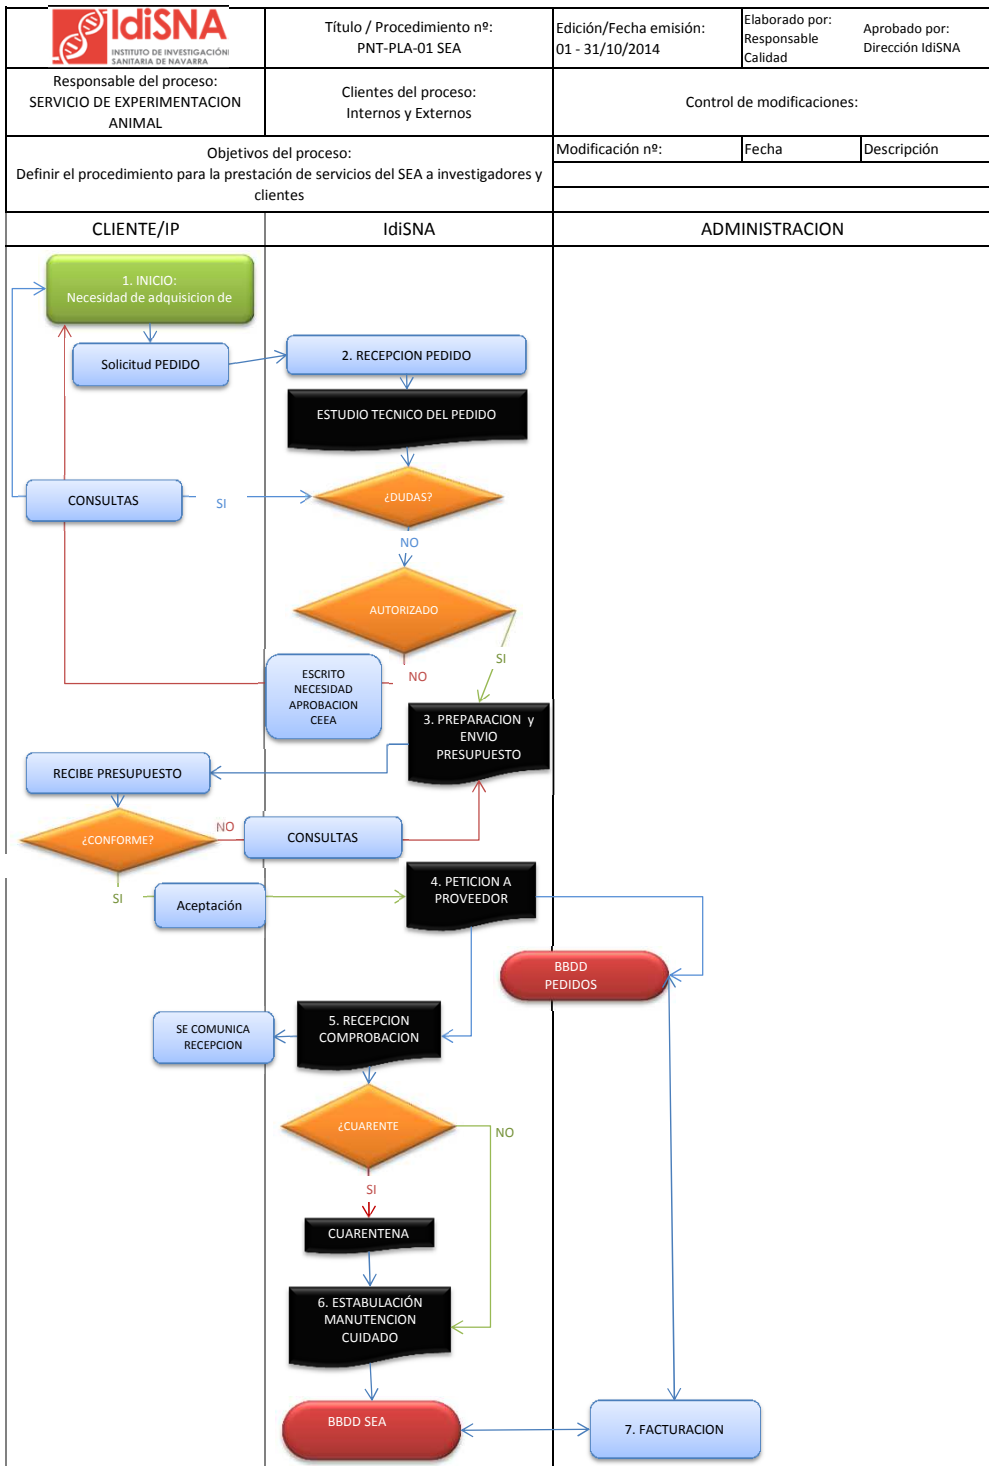 IdiSNA
INSTITUTO DE INVESTIGACIÓN
SANITARIA DE NAVARRA
Título / Procedimiento nº:
PNT-PLA-01 SEA
Edición/Fecha emisión:
01 - 31/10/2014
Elaborado por:
Responsable
Calidad
Aprobado por:
Dirección IdiSNA
Responsable del proceso:
SERVICIO DE EXPERIMENTACION
ANIMAL
Clientes del proceso:
Internos y Externos
Control de modificaciones:
Objetivos del proceso:
Definir el procedimiento para la prestación de servicios del SEA a investigadores y
clientes
Modificación nº:
Fecha
Descripción
CLIENTE/IP
IdiSNA
ADMINISTRACION
1. INICIO:
Necesidad de adquisicion de
Solicitud PEDIDO
2. RECEPCION PEDIDO
ESTUDIO TECNICO DEL PEDIDO
CONSULTAS
SI
¿DUDAS?
NO
AUTORIZADO
SI
NO
ESCRITO
NECESIDAD
APROBACION
CEEA
3. PREPARACION y
ENVIO
PRESUPUESTO
RECIBE PRESUPUESTO
¿CONFORME?
NO
CONSULTAS
SI
Aceptación
4. PETICION A
PROVEEDOR
BBDD
PEDIDOS
5. RECEPCION
COMPROBACION
SE COMUNICA
RECEPCION
¿CUARENTE
NO
SI
CUARENTENA
6. ESTABULACIÓN
MANUTENCION
CUIDADO
BBDD SEA
7. FACTURACION